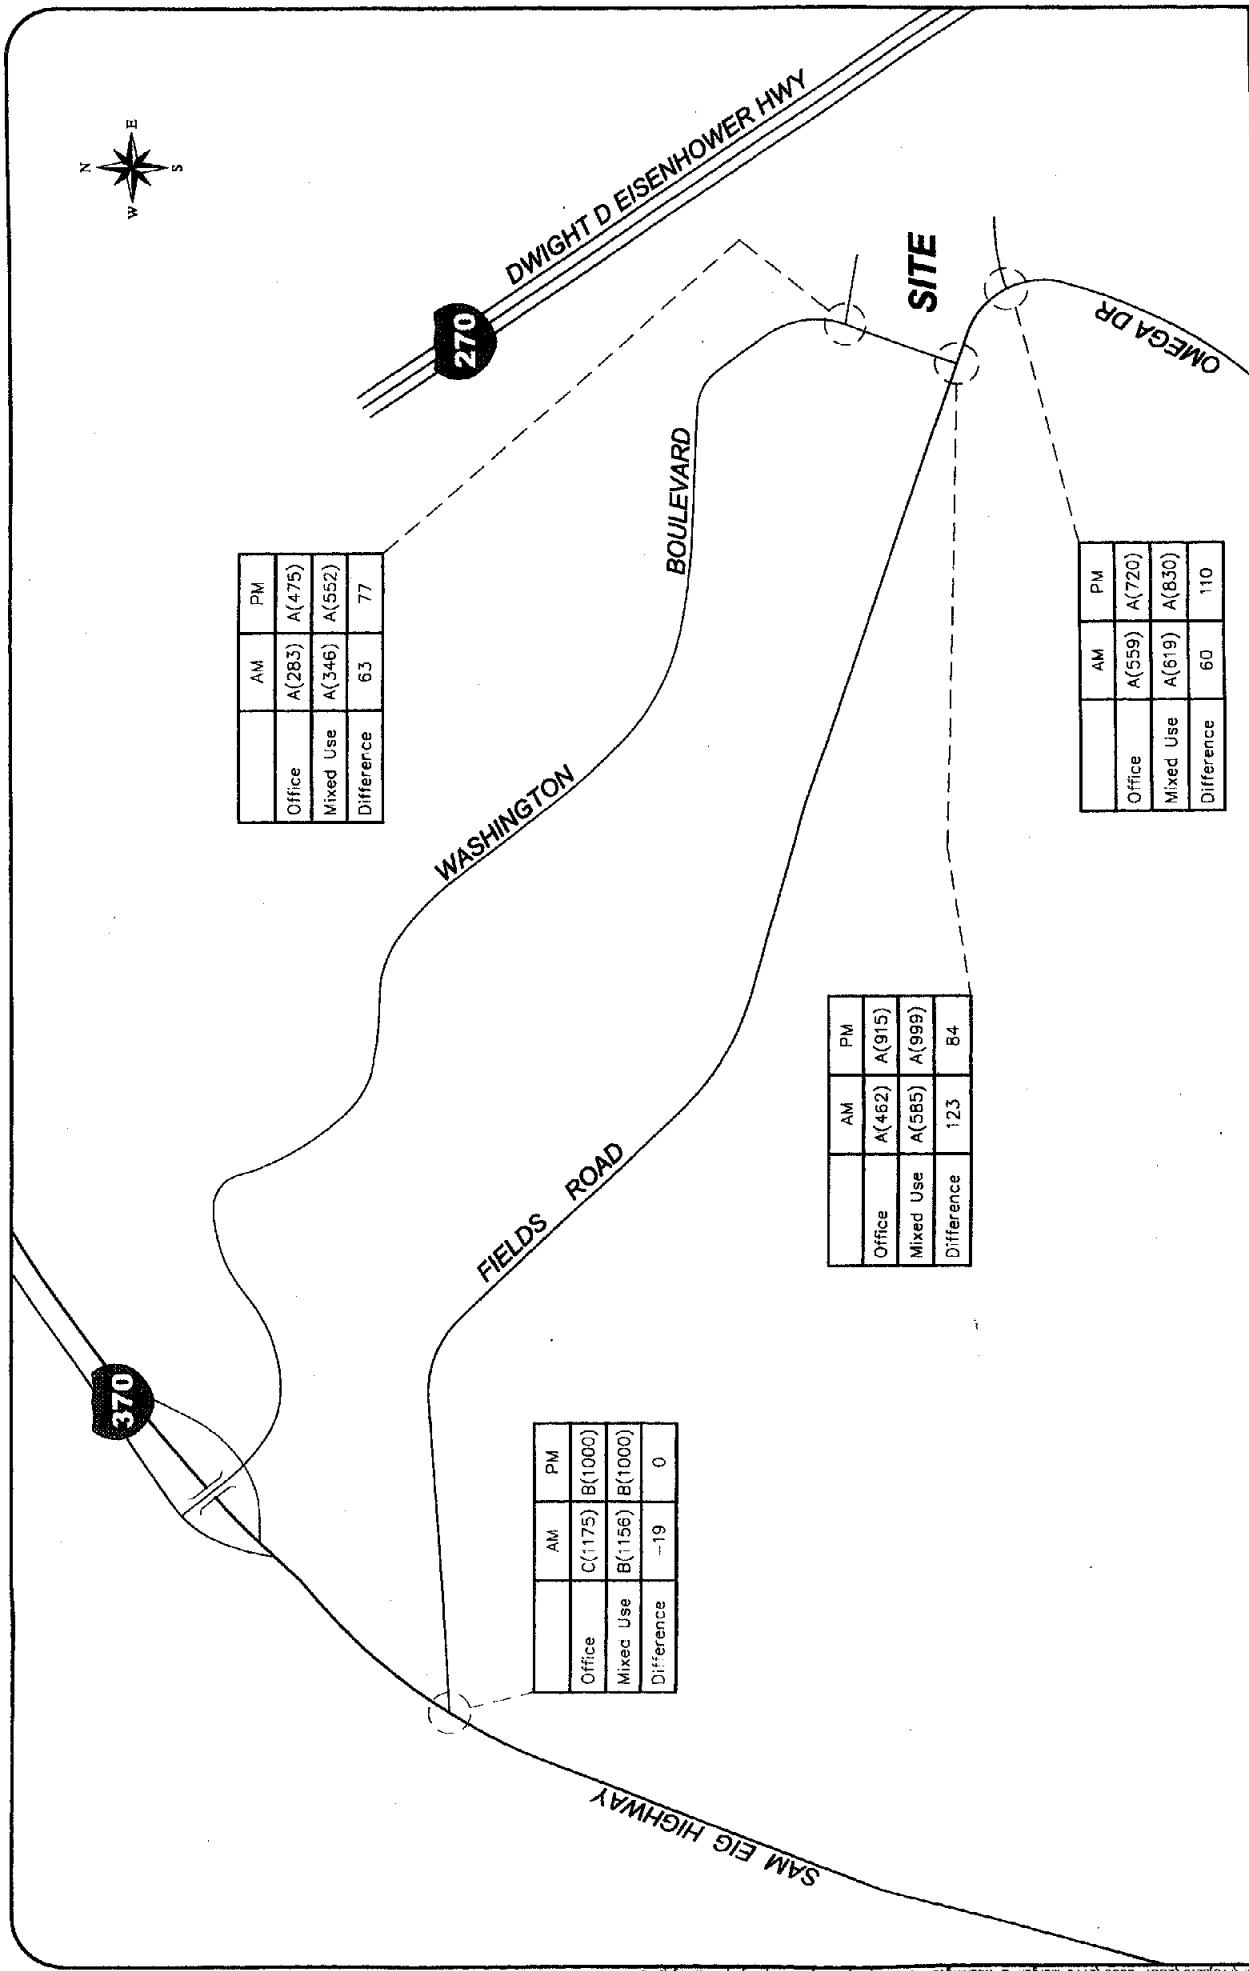 N
W E
S
270
DWIGHT D EISENHOWER HWY
370
WASHINGTON
BOULEVARD
FIELDS ROAD
SAM EIG HIGHWAY
OMEGA DR
SITE
AM PM
Office A(283) A(475)
Mixed Use A(346) A(552)
Difference 63 77
AM PM
Office A(559) A(720)
Mixed Use A(619) A(830)
Difference 60 110
AM PM
Office A(462) A(915)
Mixed Use A(585) A(999)
Difference 123 84
AM PM
Office C(1175) B(1000)
Mixed Use B(1156) B(1000)
Difference -19 0